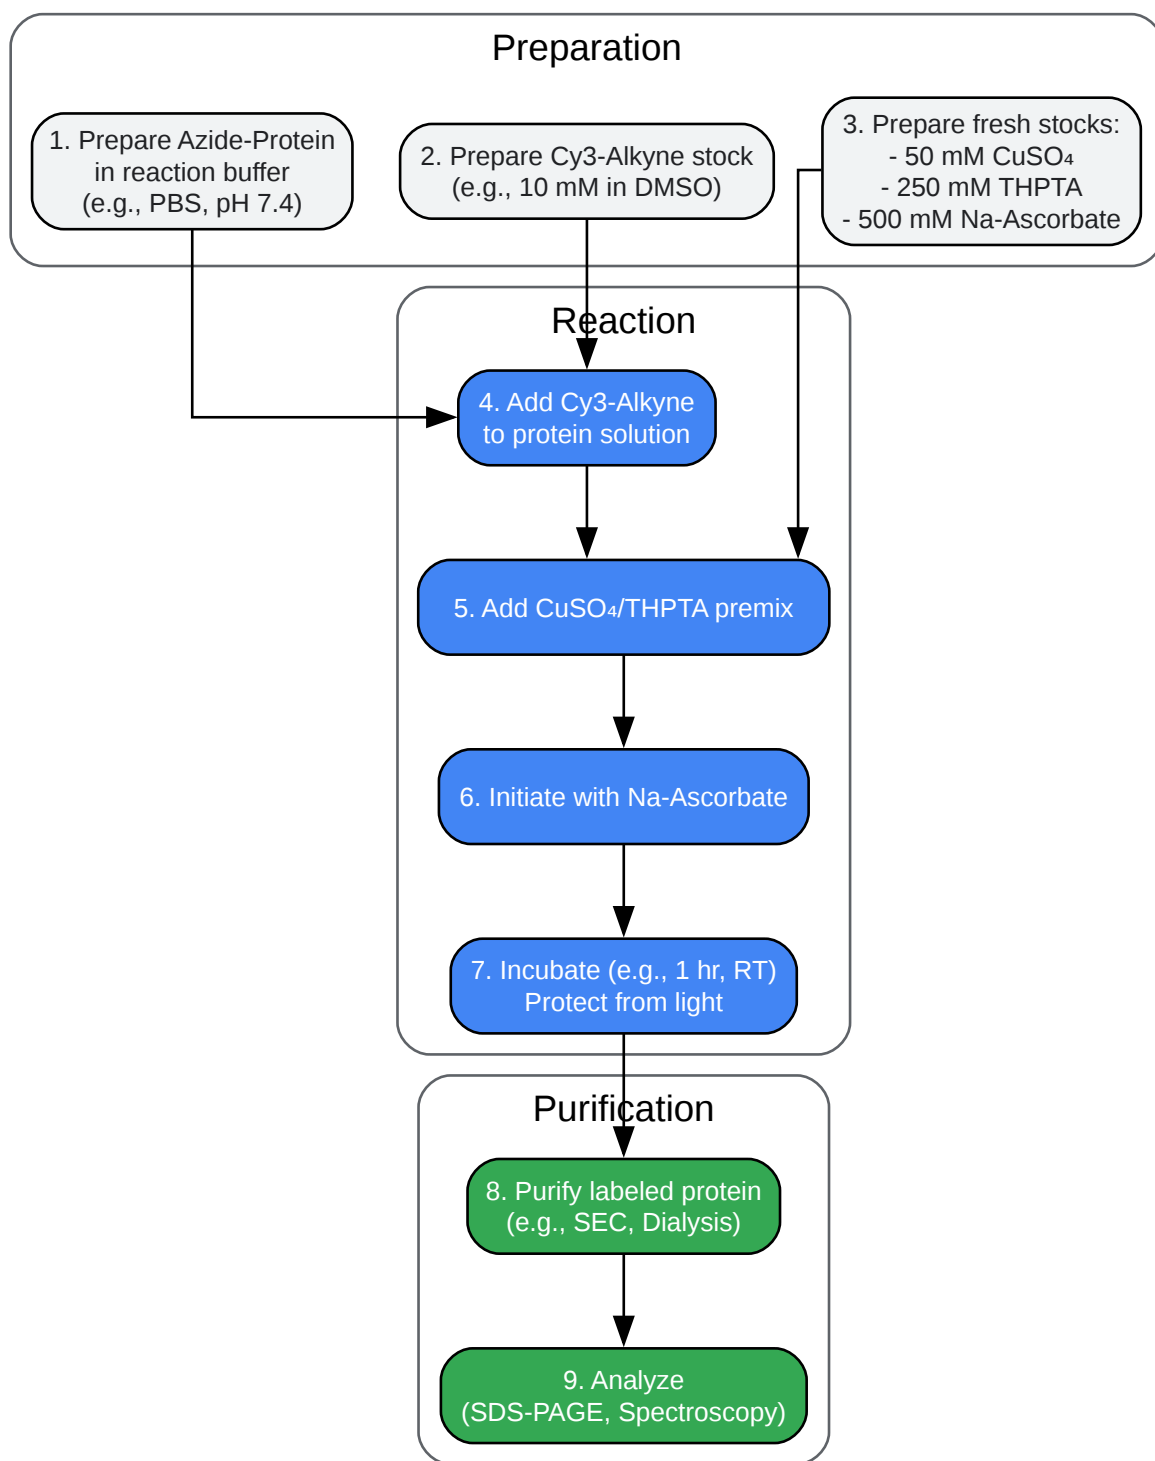 Preparation
1. Prepare Azide-Protein
in reaction buffer
(e.g., PBS, pH 7.4)
2. Prepare Cy3-Alkyne stock
(e.g., 10 mM in DMSO)
3. Prepare fresh stocks:
- 50 mM CuSO₄
- 250 mM THPTA
- 500 mM Na-Ascorbate
Reaction
4. Add Cy3-Alkyne
to protein solution
5. Add CuSO₄/THPTA premix
6. Initiate with Na-Ascorbate
7. Incubate (e.g., 1 hr, RT)
Protect from light
Purification
8. Purify labeled protein
(e.g., SEC, Dialysis)
9. Analyze
(SDS-PAGE, Spectroscopy)